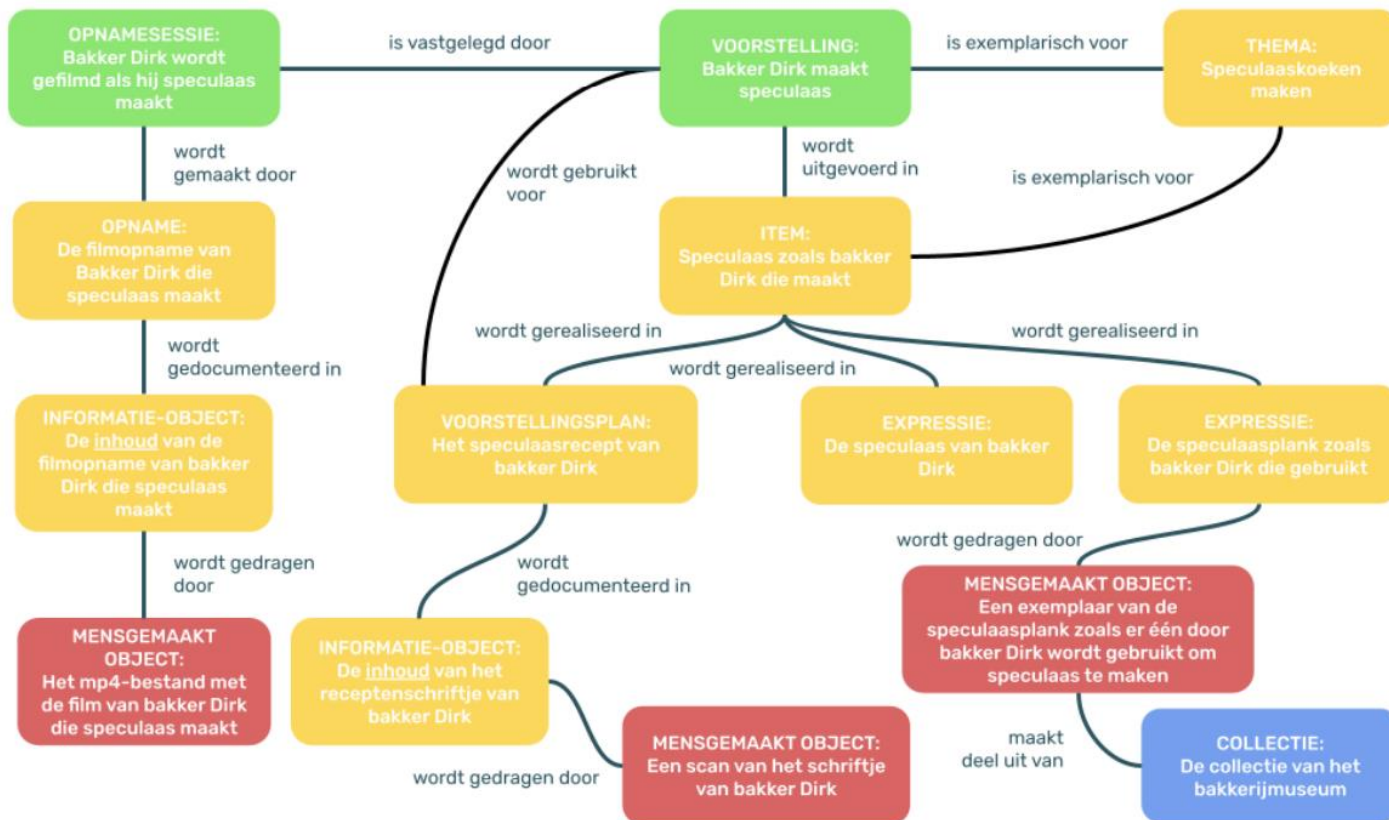 OPNAMESESSIE:
Bakker Dirk wordt
gefilmd als hij speculaas
maakt
is vastgelegd door
VOORSTELLING:
Bakker Dirk maakt
speculaas
is exemplarisch voor
THEMA:
Speculaaskoeken
maken
wordt
gemaakt door
wordt gebruikt
voor
wordt
uitgevoerd in
is exemplarisch voor
OPNAME:
De filmopname van
Bakker Dirk die
speculaas maakt
ITEM:
Speculaas zoals bakker
Dirk die maakt
wordt
gedocumenteerd in
wordt gerealiseerd in
wordt gerealiseerd in
wordt gerealiseerd in
INFORMATIE-OBJECT:
De inhoud van de
filmopname van bakker
Dirk die speculaas
maakt
VOORSTELLINGSPLAN:
Het speculaasrecept van
bakker Dirk
EXPRESSIE:
De speculaas van bakker
Dirk
EXPRESSIE:
De speculaasplank zoals
bakker Dirk die gebruikt
wordt gedragen
door
wordt
gedocumenteerd in
wordt gedragen door
MENSGEMAAKT
OBJECT:
Het mp4-bestand met
de film van bakker Dirk
die speculaas maakt
INFORMATIE-OBJECT:
De inhoud van het
receptenschriftje van
bakker Dirk
MENSGEMAAKT OBJECT:
Een exemplaar van de
speculaasplank zoals er één door
bakker Dirk wordt gebruikt om
speculaas te maken
wordt gedragen door
MENSGEMAAKT OBJECT:
Een scan van het schriftje
van bakker Dirk
maakt
deel uit van
COLLECTIE:
De collectie van het
bakkerijmuseum